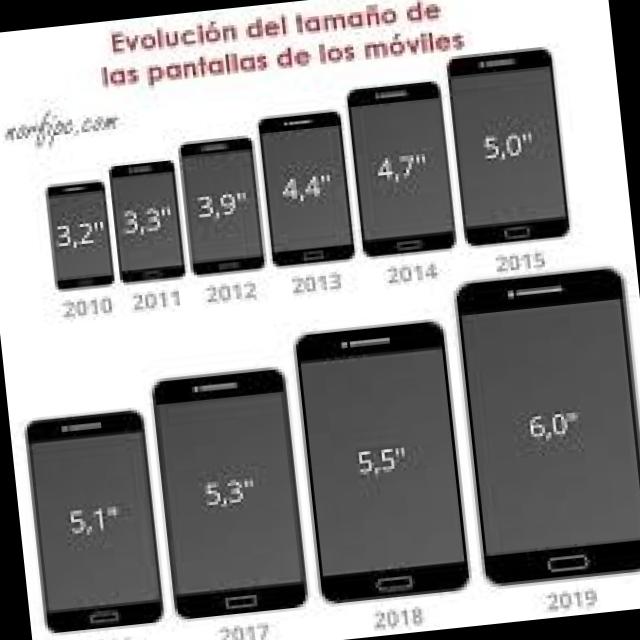 Evolución del tamaño de
las pantallas de los móviles
norfipc.com
3,2" 3,3" 3,9" 4,4" 4,7" 5,0"
2010 2011 2012 2013 2014 2015
5,1" 5,3" 5,5" 6,0"
2017 2018 2019